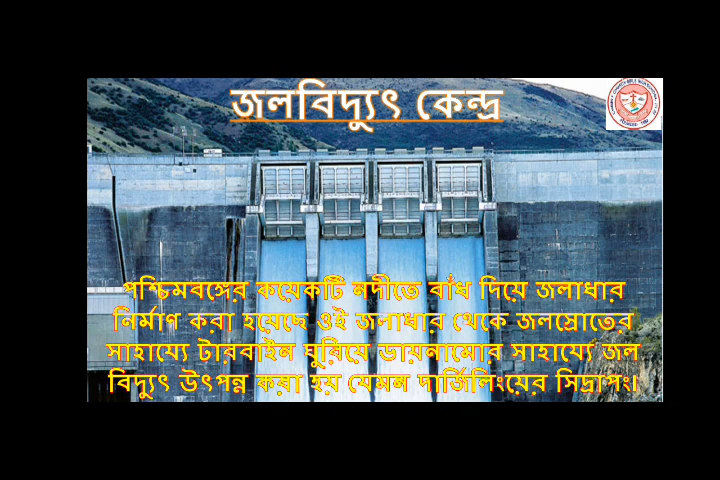 জলবিদ্যুৎ কেন্দ্র
পশ্চিমবঙ্গের কয়েকটি নদীতে বাঁধ দিয়ে জলাধার
নির্মাণ করা হয়েছে ওই জলাধার থেকে জলস্রোতের
সাহায্যে টারবাইন ঘুরিয়ে ডায়নামোর সাহায্যে জল
বিদ্যুৎ উৎপন্ন করা হয় যেমন দার্জিলিংয়ের সিদ্রাপং।